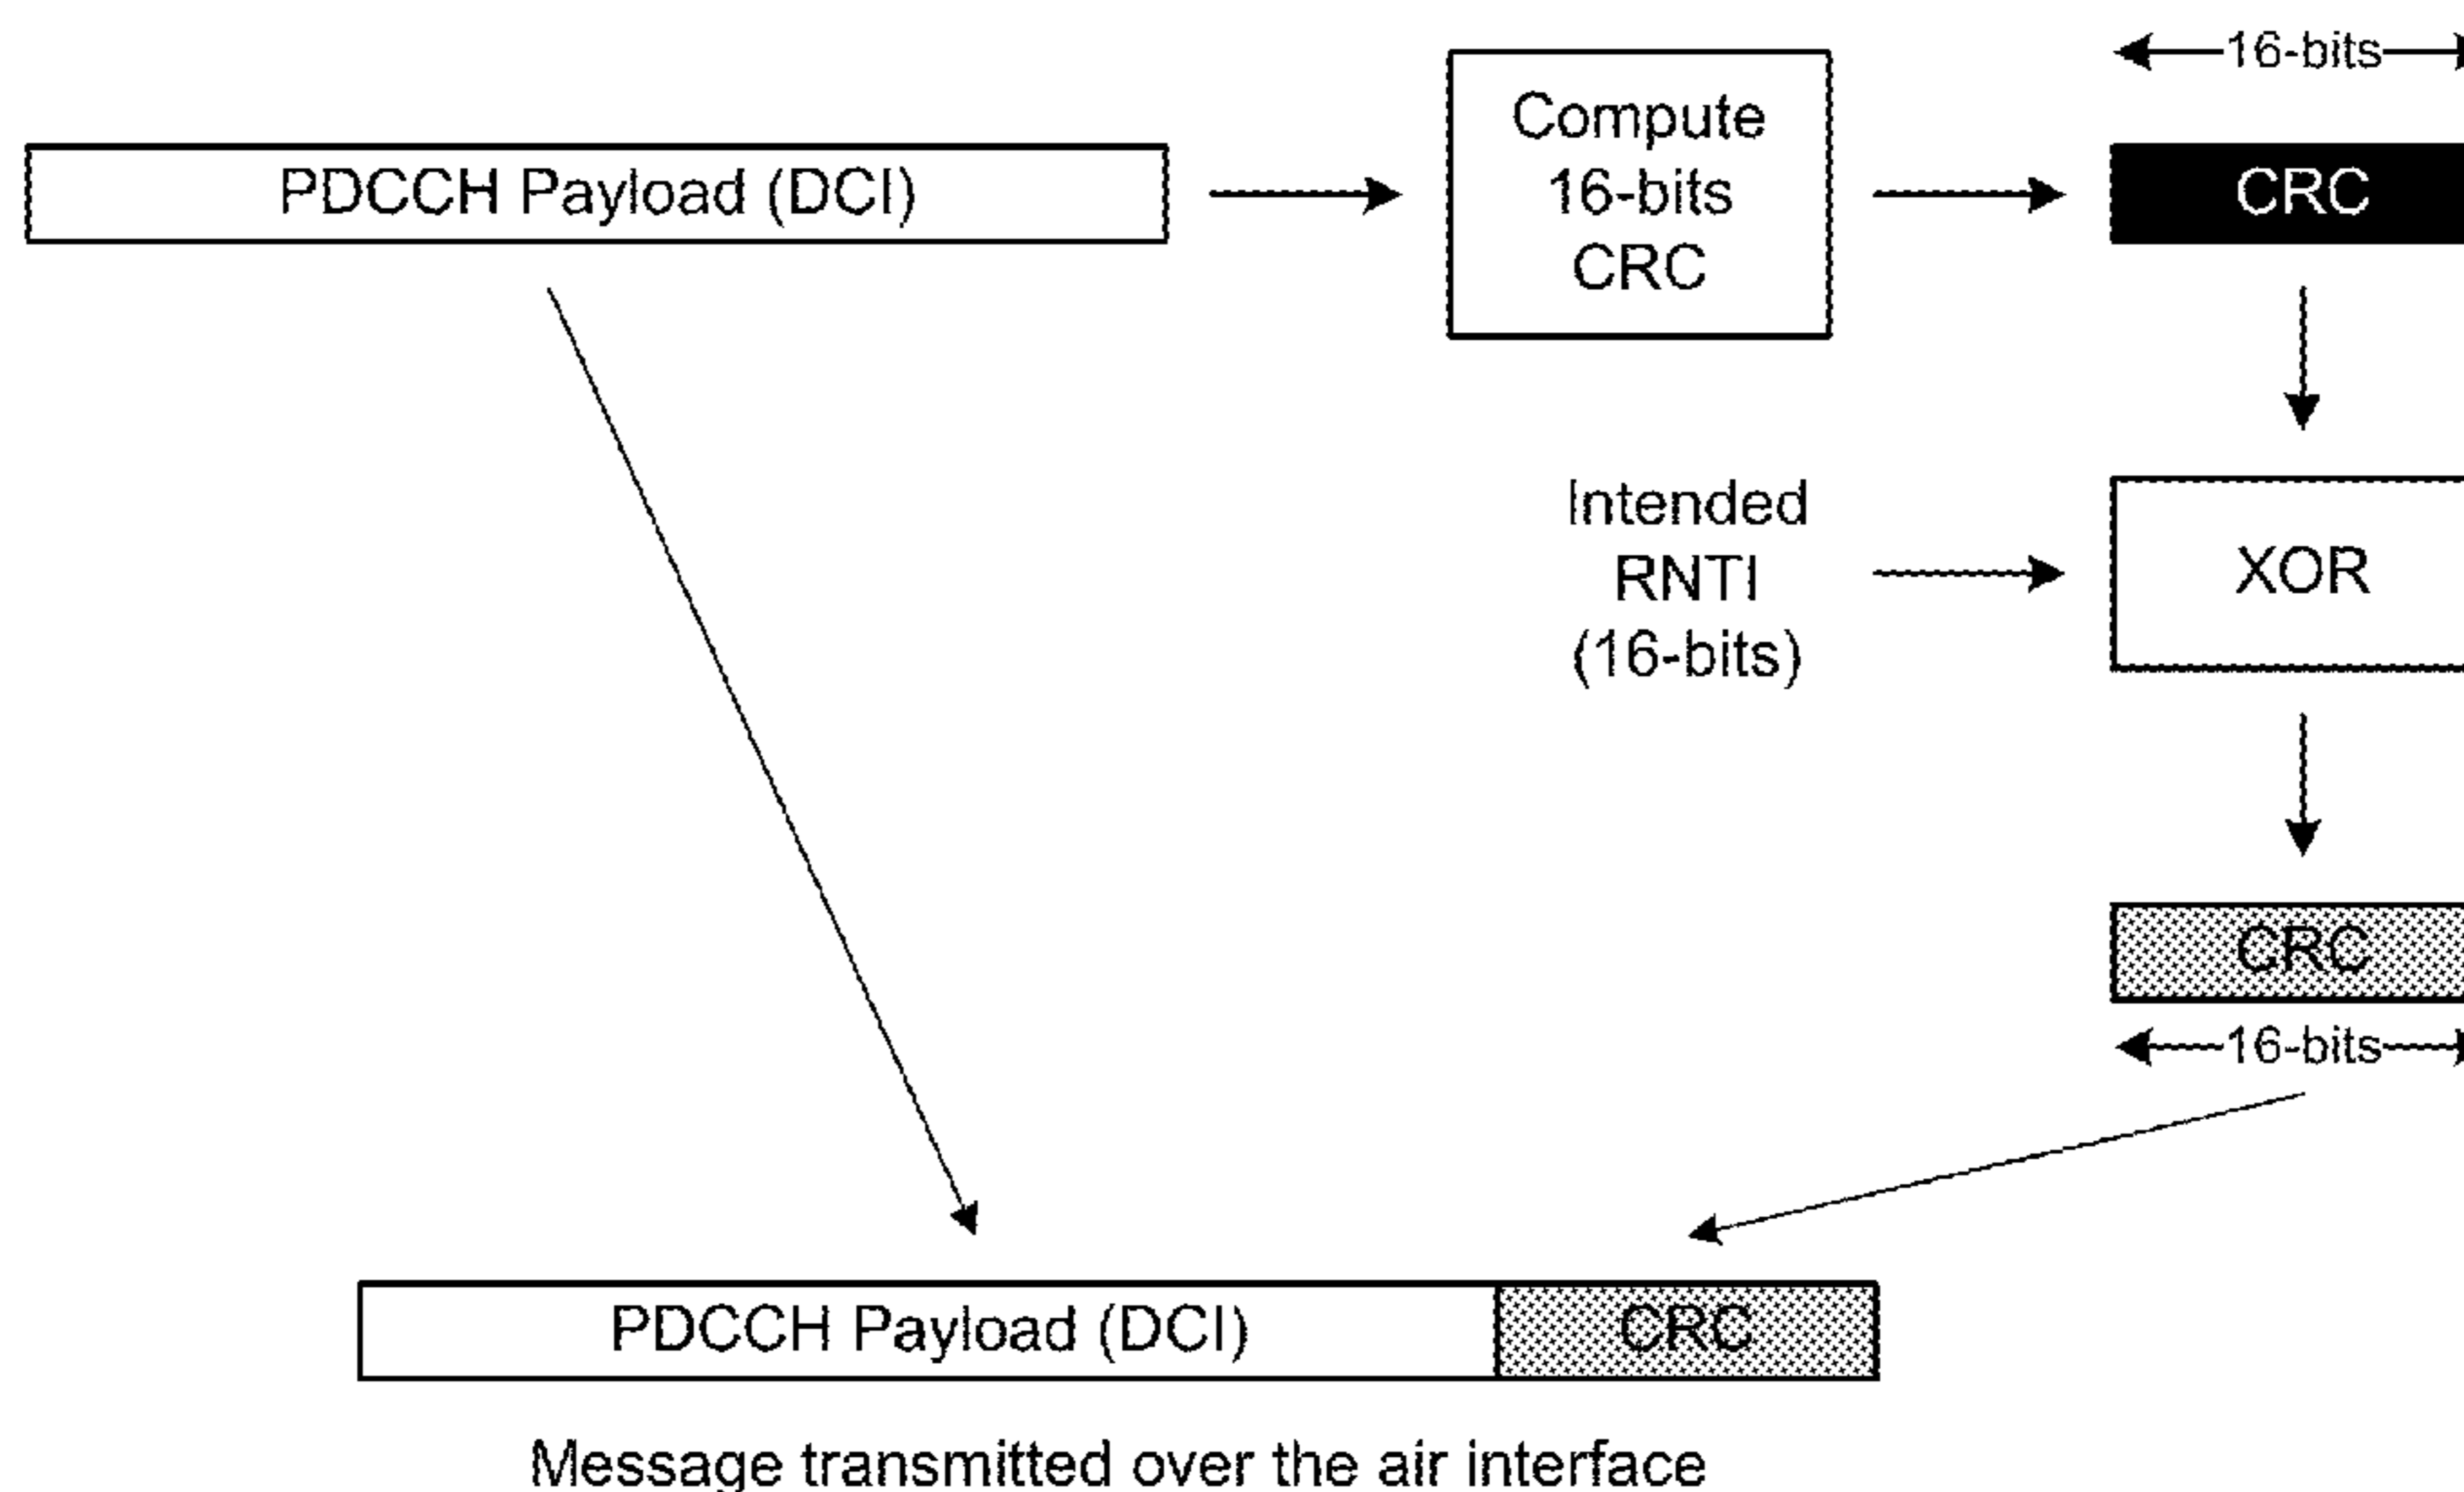 16-bits
PDCCH Payload (DCI)
Compute
16-bits
CRC
CRC
Intended
RNTI
(16-bits)
XOR
CRC
16-bits
PDCCH Payload (DCI)
CRC
Message transmitted over the air interface